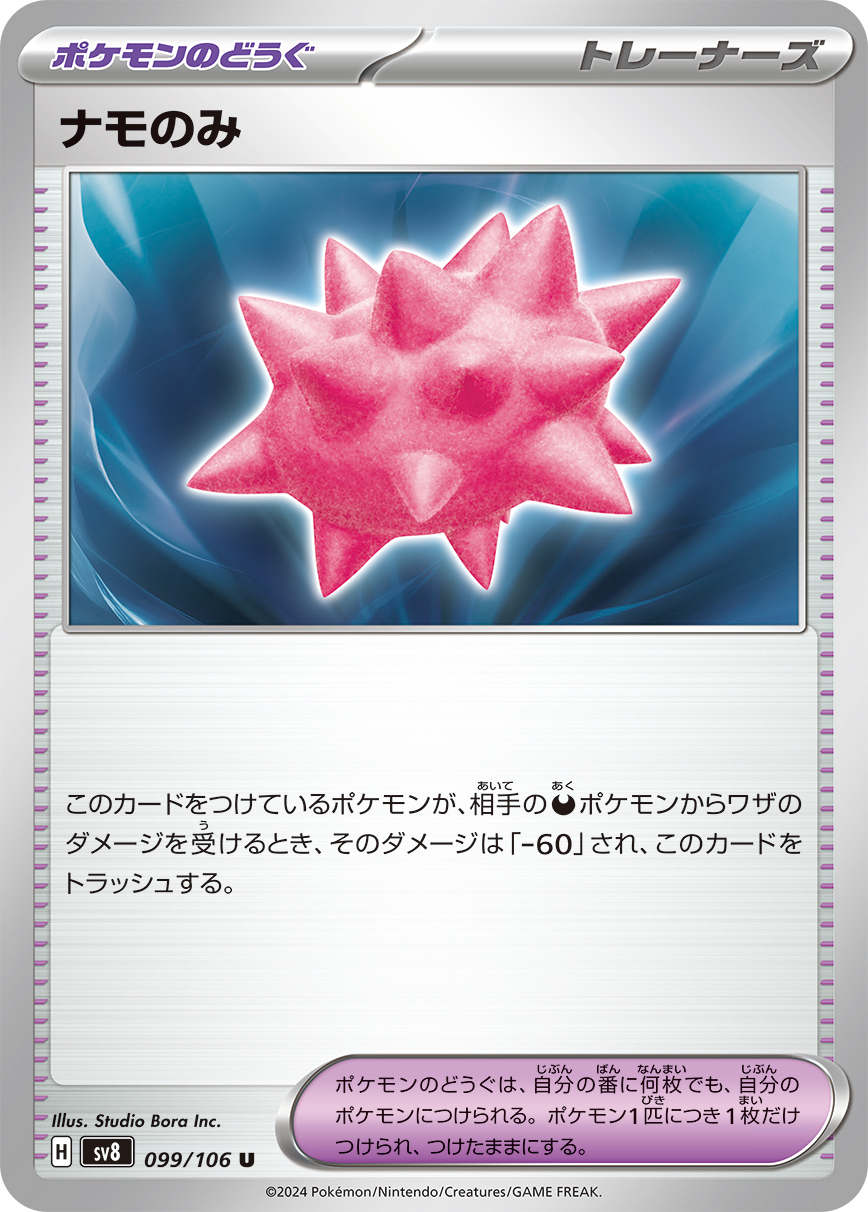 ポケモンのどうぐ
トレーナーズ
ナモのみ
このカードをつけているポケモンが、相手のポケモンからワザの
ダメージを受けるとき、そのダメージは「-60」され、このカードを
トラッシュする。
ポケモンのどうぐは、自分の番に何枚でも、自分の
ポケモンにつけられる。ポケモン1匹につき1枚だけ
つけられ、つけたままにする。
Illus. Studio Bora Inc.
H sv8 099/106 U
©2024 Pokémon/Nintendo/Creatures/GAME FREAK.